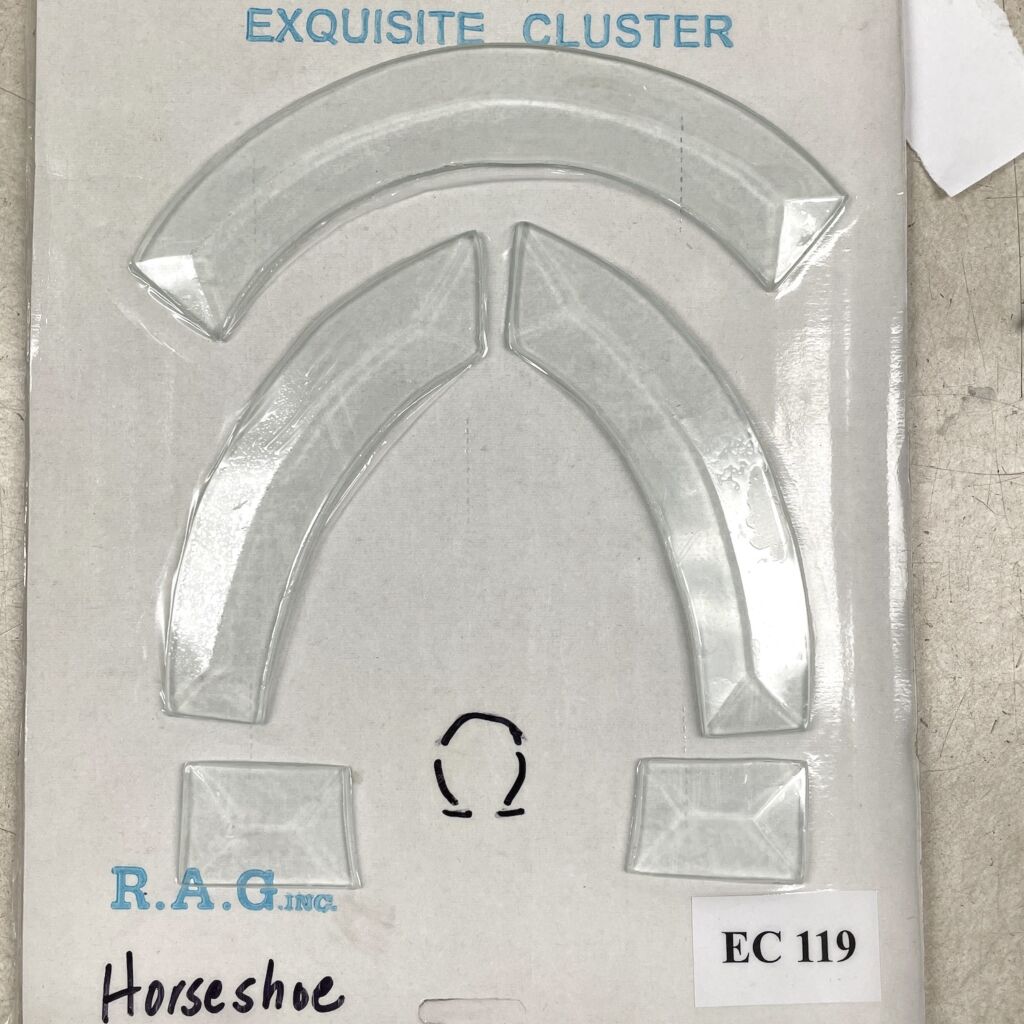 EXQUISITE CLUSTER
R.A.G.INC.
EC 119
Horseshoe